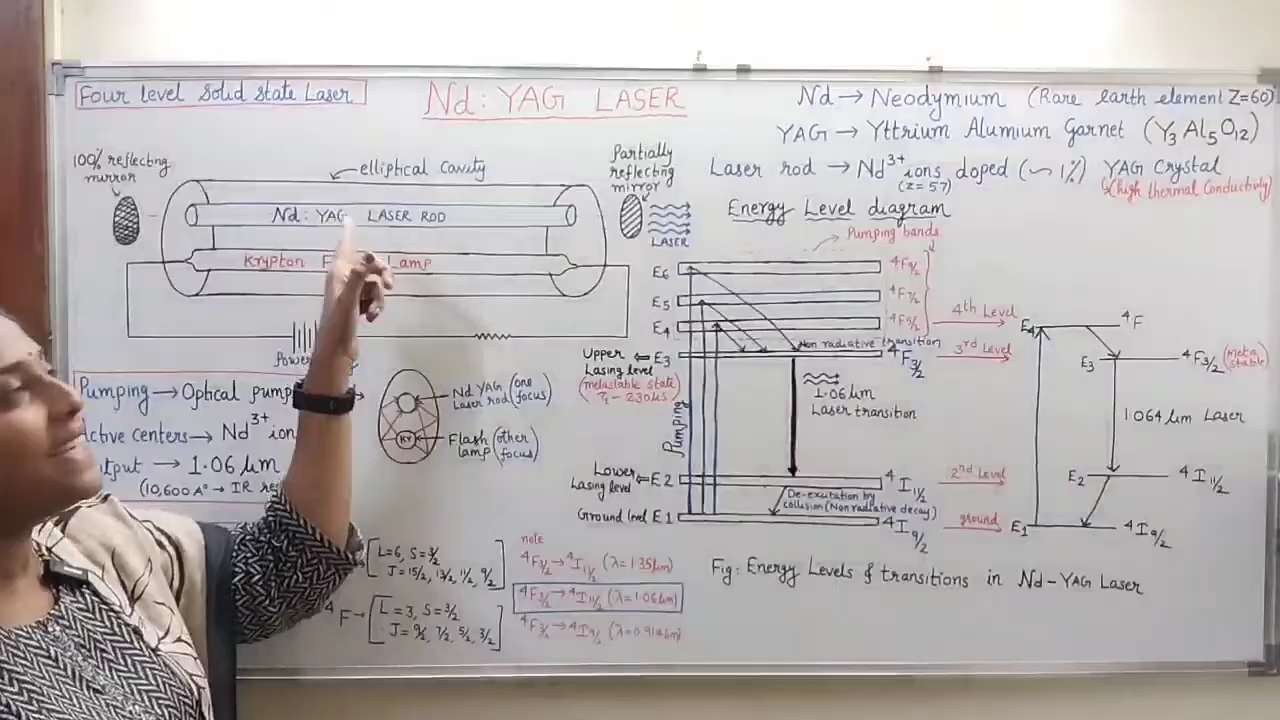 Four level Solid State Laser
Nd : YAG LASER
Nd → Neodymium (Rare earth element Z=60)
YAG → Yttrium Alumium Garnet (Y3 Al5 O12)
Laser rod → Nd3+ ions doped (~ 1%) YAG Crystal
(Z = 57)
(high thermal Conductivity)
100% reflecting
mirror
elliptical cavity
Partially
reflecting
mirror
Nd : YAG LASER ROD
LASER
Krypton F amp
Pow
Pumping → Optical pump
Active Centers → Nd3+ ion
utput → 1.06 μm
(10,600 A° → IR re
Nd YAG (one
Laser rod focus)
KY
Flash (other
lamp focus)
Energy Level diagram
Pumping bands
E6 4F9/2
E5 4F7/2
E4 4F5/2
Non radiative transition
Upper
Lasing level ⇐ E3 4F3/2
(metastable state)
- 230μs
1.06 μm
Laser transition
Pumping
Lower
Lasing level ⇐ E2 4I11/2
De-exutation by
collision (Non radiative decay)
Ground level E1 4I9/2
4th Level
3rd Level
2nd Level
ground
E4 4F
E3 4F3/2 (Meta
stable)
1.064 μm Laser
E2 4I11/2
E1 4I9/2
Fig: Energy Levels & transitions in Nd-YAG Laser
L=6, S=3/2
J = 15/2, 13/2, 11/2, 9/2
4F → L = 3, S = 3/2
J = 9/2, 7/2, 5/2, 3/2
note
4F3/2 → 4I13/2 (λ = 1.35μm)
4F3/2 → 4I11/2 (λ = 1.06μm)
4F3/2 → 4I9/2 (λ = 0.914μm)